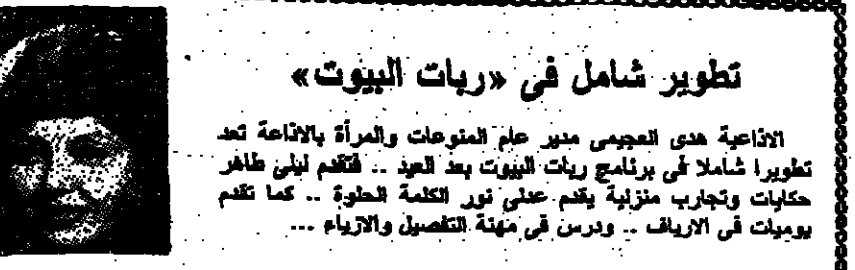 تطوير شامل فى «ربات البيوت»
الاذاعية هدى العجيمى مدير عام المنوعات والمرأة بالاذاعة تعد
تطويرا شاملا فى برنامج ربات البيوت بعد العيد .. فتقدم ليلى طاهر
حكايات وتجارب منزلية يقدم عدلى نور الكلمة الحلوة .. كما تقدم
يوميات فى الارياف .. ودرس فى مهنة التفصيل والازياء ...